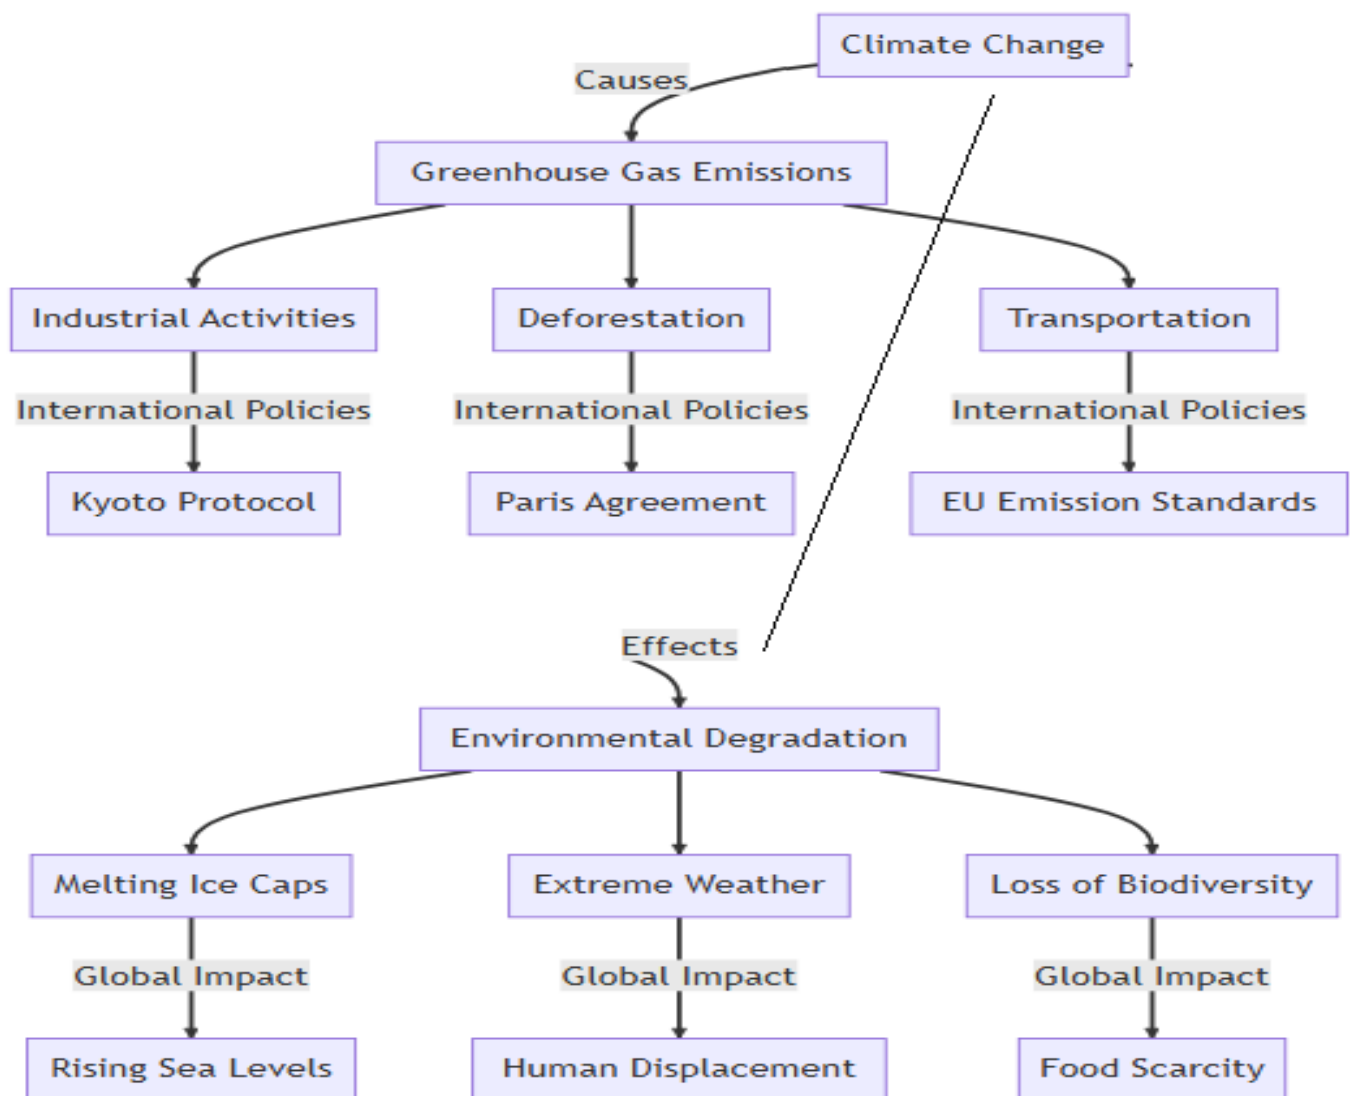 Climate Change
Causes
Greenhouse Gas Emissions
Industrial Activities
Deforestation
Transportation
International Policies
International Policies
International Policies
Kyoto Protocol
Paris Agreement
EU Emission Standards
Effects
Environmental Degradation
Melting Ice Caps
Extreme Weather
Loss of Biodiversity
Global Impact
Global Impact
Global Impact
Rising Sea Levels
Human Displacement
Food Scarcity